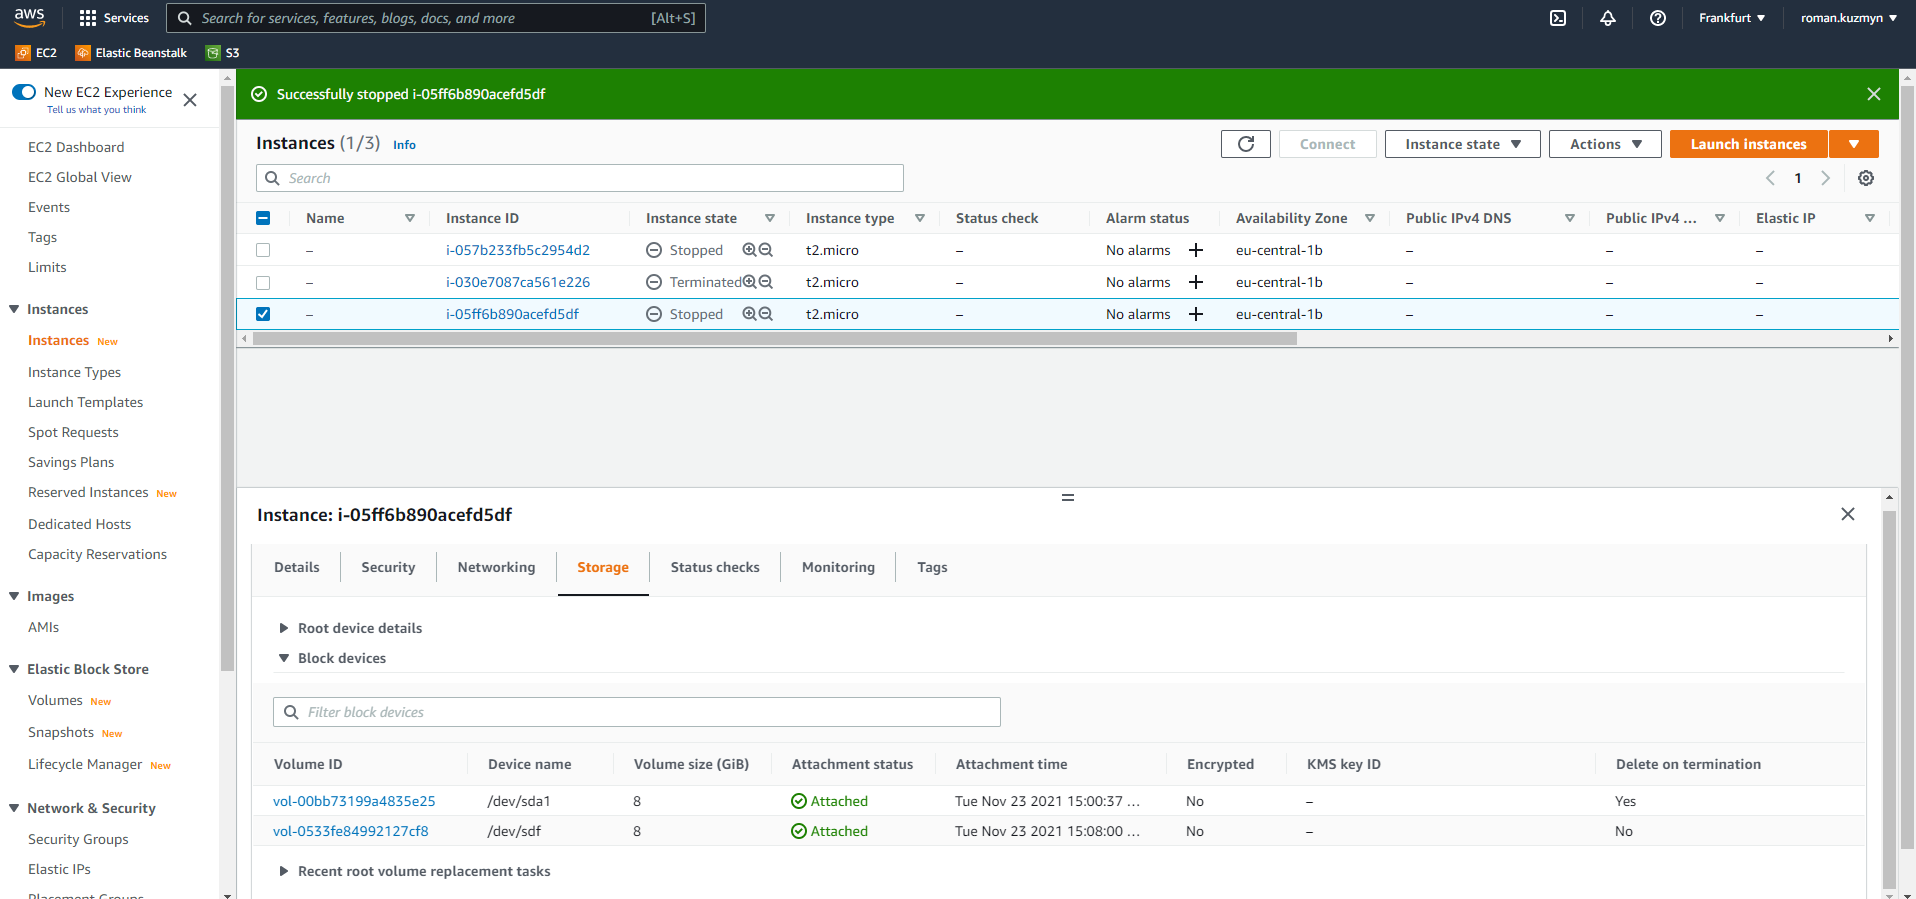 aws Services Search for services, features, blogs, docs, and more [Alt+S] Frankfurt roman.kuzmyn
EC2 Elastic Beanstalk S3
New EC2 Experience
Tell us what you think
EC2 Dashboard
EC2 Global View
Events
Tags
Limits
Instances
Instances New
Instance Types
Launch Templates
Spot Requests
Savings Plans
Reserved Instances New
Dedicated Hosts
Capacity Reservations
Images
AMIs
Elastic Block Store
Volumes New
Snapshots New
Lifecycle Manager New
Network & Security
Security Groups
Elastic IPs
Placement Groups
Successfully stopped i-05ff6b890acefd5df
Instances (1/3) Info Connect Instance state Actions Launch instances
Search 1
Name Instance ID Instance state Instance type Status check Alarm status Availability Zone Public IPv4 DNS Public IPv4 ... Elastic IP
– i-057b233fb5c2954d2 Stopped t2.micro – No alarms + eu-central-1b – – –
– i-030e7087ca561e226 Terminated t2.micro – No alarms + eu-central-1b – – –
– i-05ff6b890acefd5df Stopped t2.micro – No alarms + eu-central-1b – – –
Instance: i-05ff6b890acefd5df
Details Security Networking Storage Status checks Monitoring Tags
Root device details
Block devices
Filter block devices
Volume ID Device name Volume size (GiB) Attachment status Attachment time Encrypted KMS key ID Delete on termination
vol-00bb73199a4835e25 /dev/sda1 8 Attached Tue Nov 23 2021 15:00:37 ... No – Yes
vol-0533fe84992127cf8 /dev/sdf 8 Attached Tue Nov 23 2021 15:08:00 ... No – No
Recent root volume replacement tasks